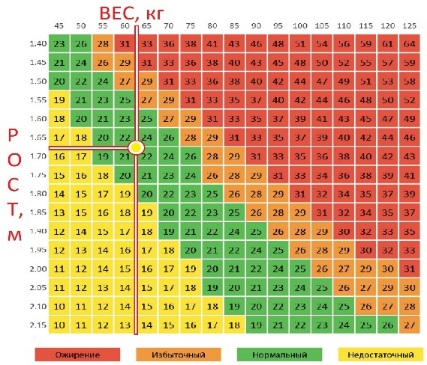 ВЕС, кг
45 50 55 60 65 70 75 80 85 90 95 100 105 110 115 120 125
РОСТ, м
1.40 23 26 28 31 33 36 38 41 43 46 48 51 54 56 59 61 64
1.45 21 24 26 29 31 33 36 38 40 43 45 48 50 52 55 57 59
1.50 20 22 24 27 29 31 33 36 38 40 42 44 47 49 51 53 58
1.55 19 21 23 25 27 29 31 33 35 37 40 42 44 46 48 50 52
1.60 18 20 21 23 25 27 29 31 33 35 37 39 41 43 45 47 49
1.65 17 18 20 22 24 26 28 29 31 33 35 37 39 40 42 44 46
1.70 16 17 19 21 22 24 26 28 29 31 33 35 36 38 40 42 43
1.75 15 16 18 20 21 23 24 26 28 29 31 33 34 36 38 39 41
1.80 14 15 17 19 20 22 23 25 26 28 29 31 32 34 35 37 39
1.85 13 15 16 18 19 20 22 23 25 26 28 29 31 32 34 35 37
1.90 12 14 15 17 18 19 21 22 24 25 26 28 29 31 32 33 35
1.95 12 13 14 16 17 18 20 21 22 24 25 26 28 29 30 32 33
2.00 11 12 14 15 16 17 19 20 21 22 24 25 26 27 29 30 31
2.05 11 12 13 14 15 17 18 19 20 21 23 24 25 26 27 29 30
2.10 10 11 12 14 15 16 17 18 19 20 22 23 24 25 26 27 28
2.15 10 11 12 13 14 15 16 17 18 19 21 22 23 24 25 26 27
Ожирение Избыточный Нормальный Недостаточный